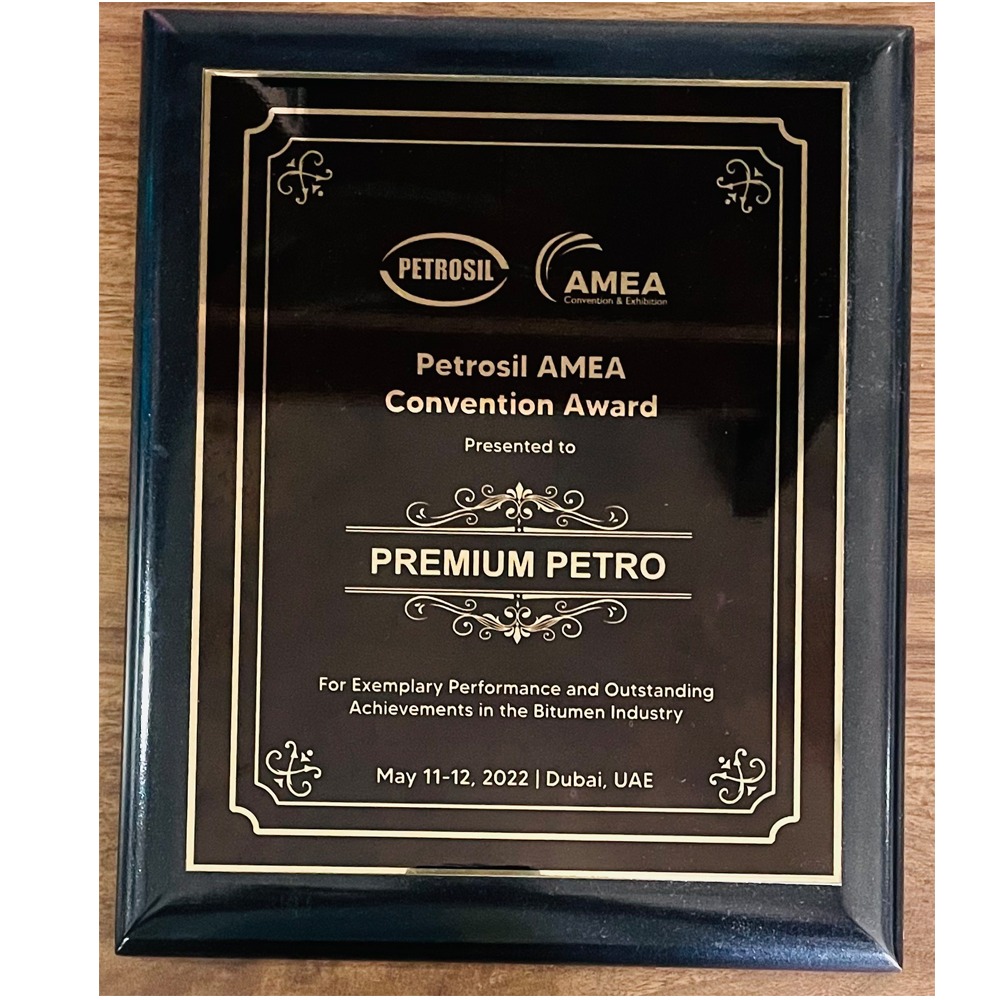 PETROSIL
AMEA
Convention & Exhibition
Petrosil AMEA
Convention Award
Presented to
PREMIUM PETRO
For Exemplary Performance and Outstanding
Achievements in the Bitumen Industry
May 11-12, 2022 | Dubai, UAE